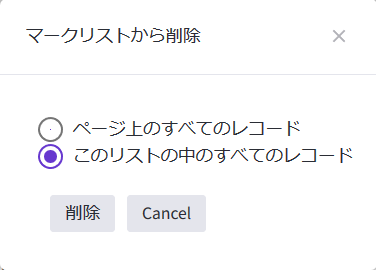 マークリストから削除
ページ上のすべてのレコード
このリストの中のすべてのレコード
削除 Cancel